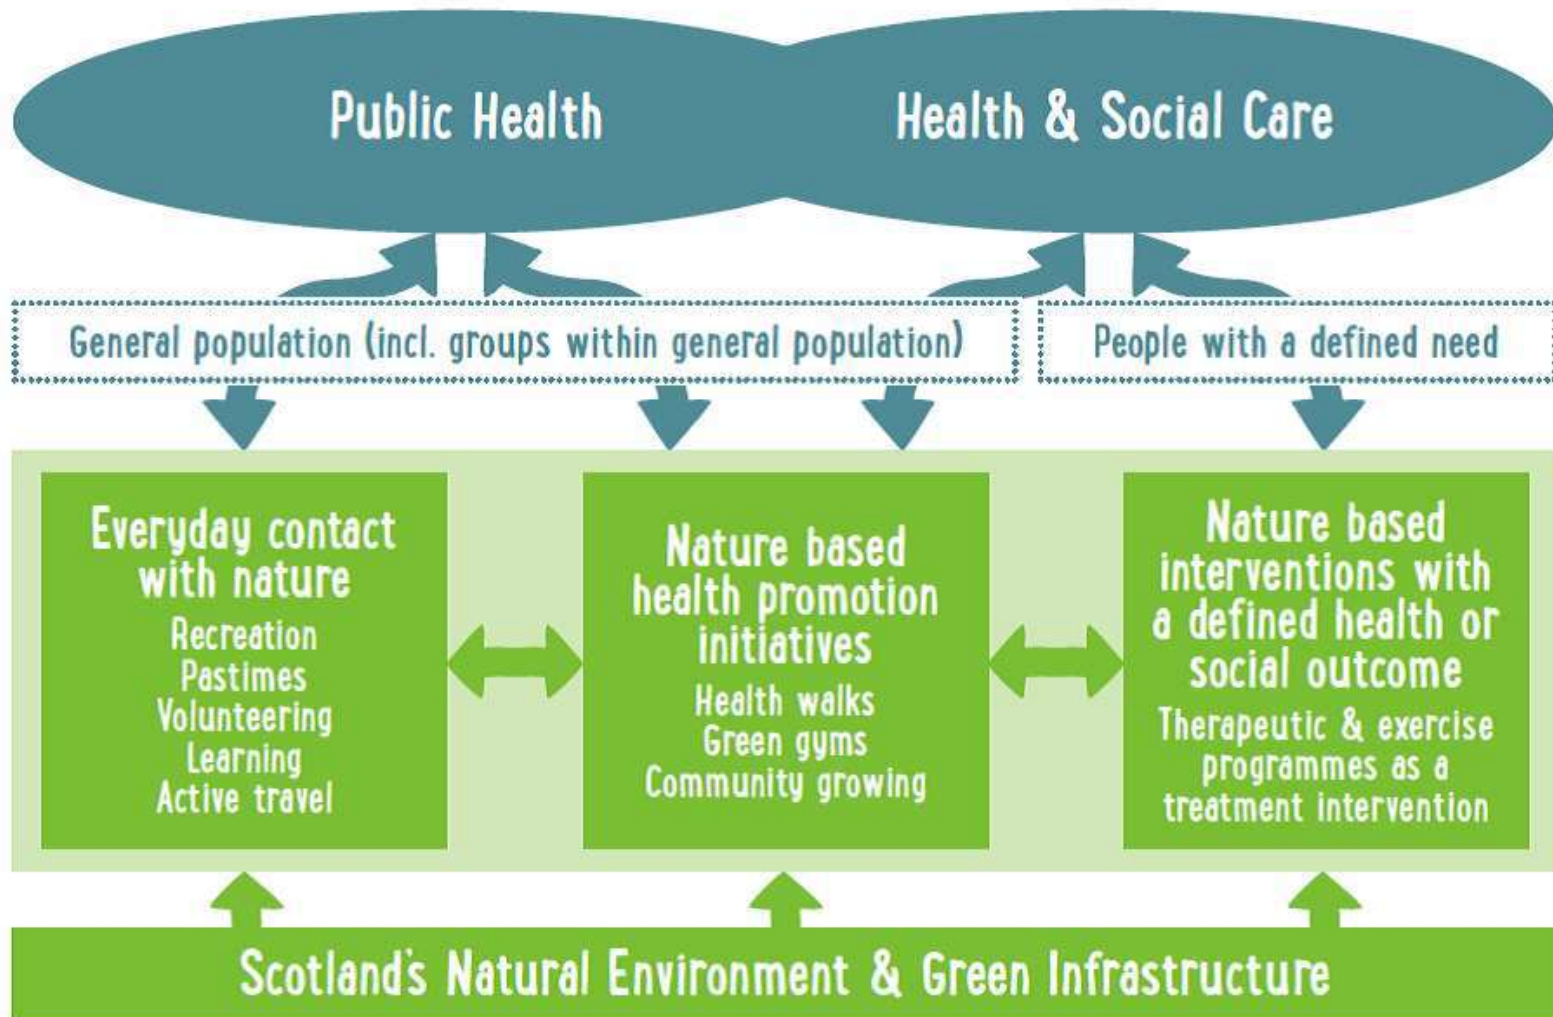 Public Health
Health & Social Care
General population (incl. groups within general population)
People with a defined need
Everyday contact
with nature
Recreation
Pastimes
Volunteering
Learning
Active travel
Nature based
health promotion
initiatives
Health walks
Green gyms
Community growing
Nature based
interventions with
a defined health or
social outcome
Therapeutic & exercise
programmes as a
treatment intervention
Scotland's Natural Environment & Green Infrastructure